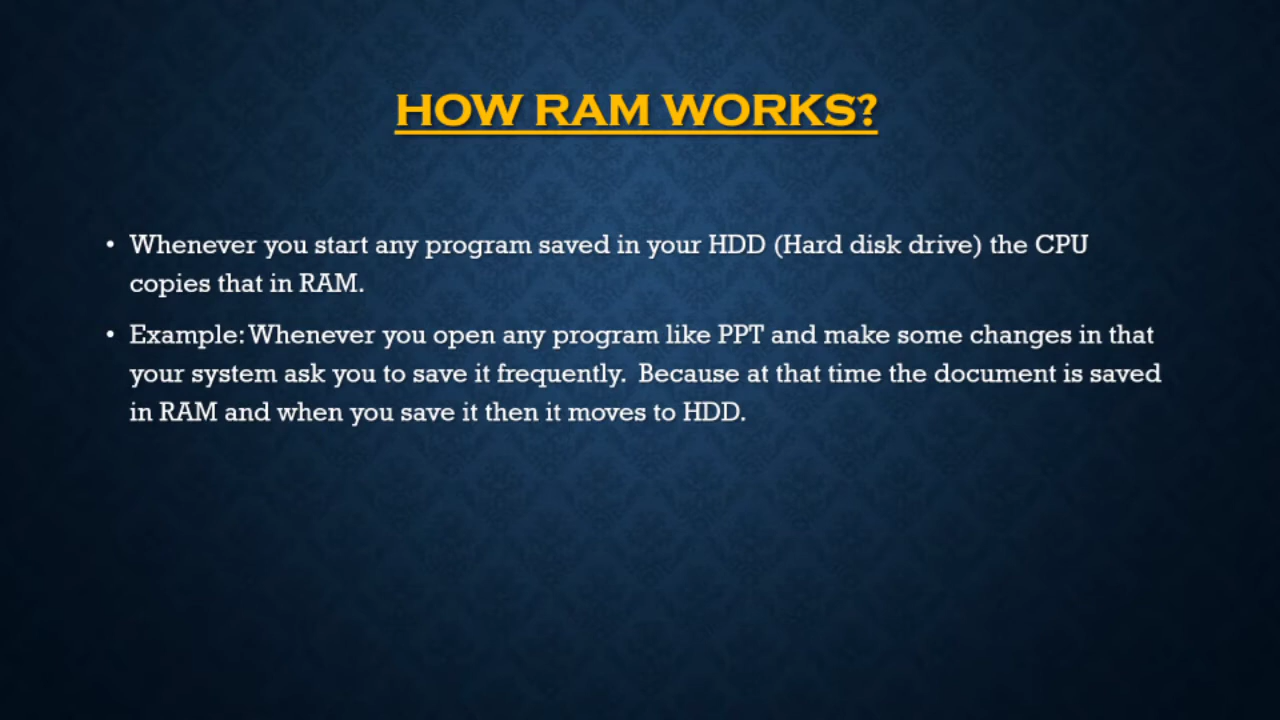 HOW RAM WORKS?
• Whenever you start any program saved in your HDD (Hard disk drive) the CPU
copies that in RAM.
• Example: Whenever you open any program like PPT and make some changes in that
your system ask you to save it frequently.  Because at that time the document is saved
in RAM and when you save it then it moves to HDD.